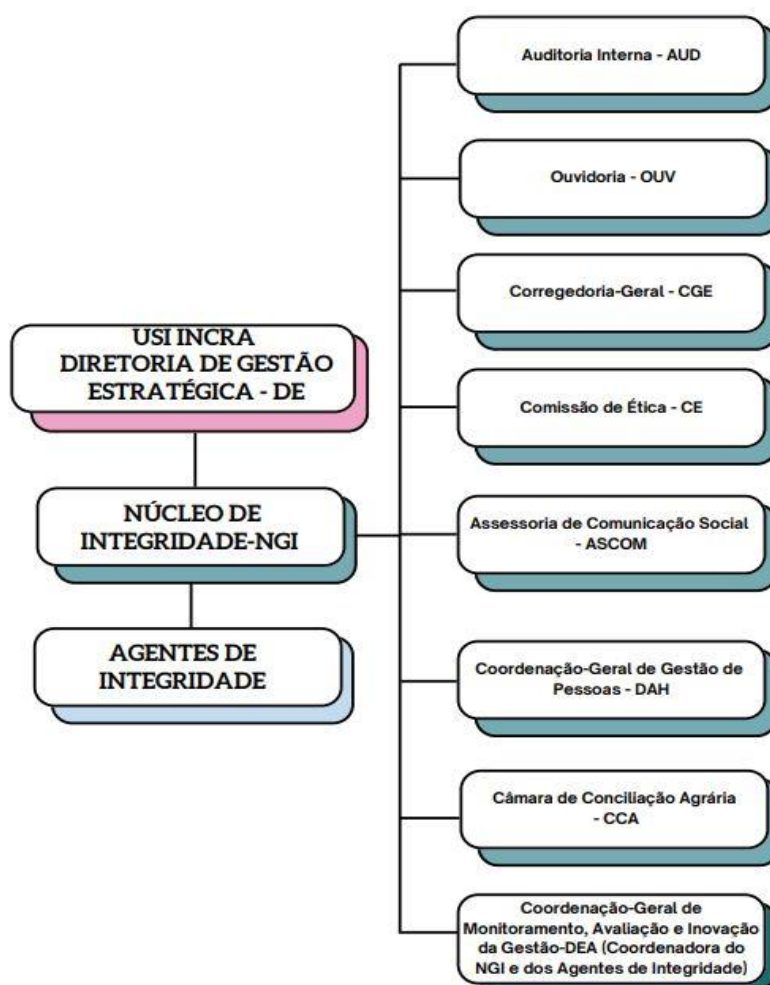 USI INCRA
DIRETORIA DE GESTÃO
ESTRATÉGICA - DE
NÚCLEO DE
INTEGRIDADE-NGI
AGENTES DE
INTEGRIDADE
Auditoria Interna - AUD
Ouvidoria - OUV
Corregedoria-Geral - CGE
Comissão de Ética - CE
Assessoria de Comunicação Social
- ASCOM
Coordenação-Geral de Gestão de
Pessoas - DAH
Câmara de Conciliação Agrária
- CCA
Coordenação-Geral de
Monitoramento, Avaliação e Inovação
da Gestão-DEA (Coordenadora do
NGI e dos Agentes de Integridade)